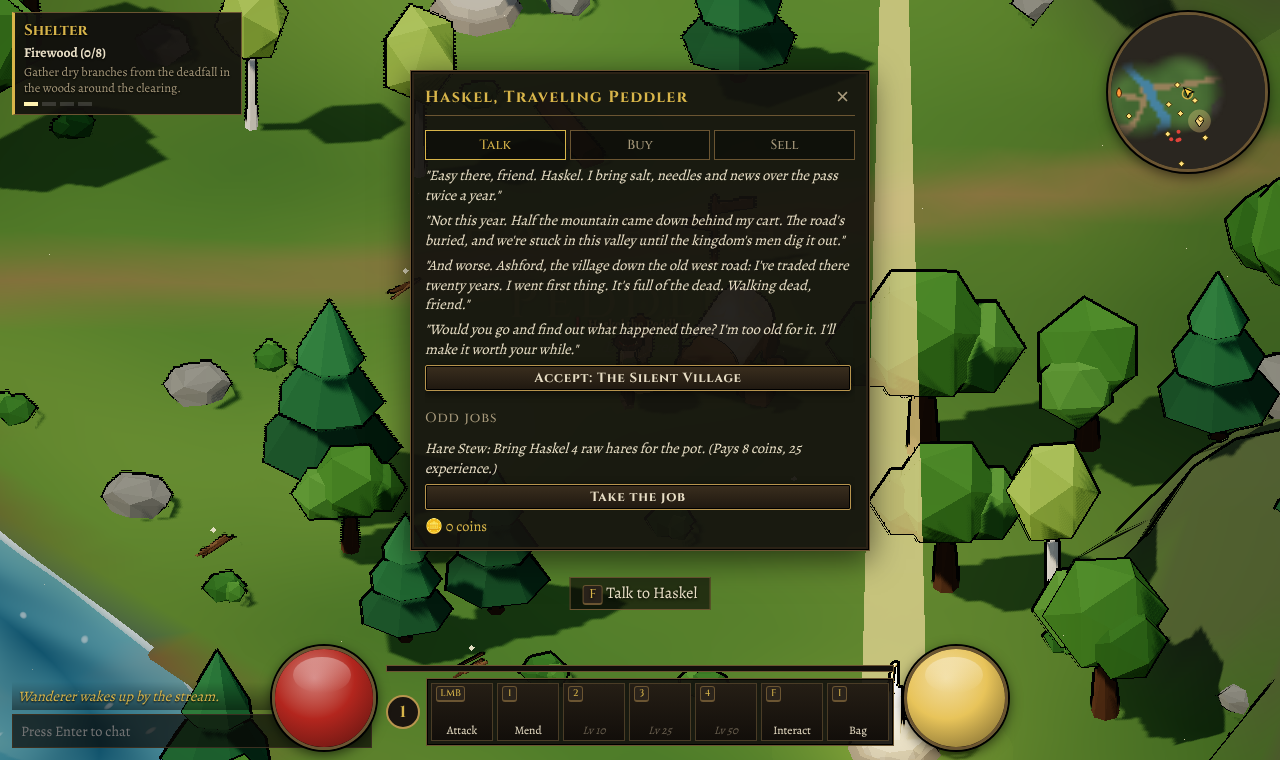 Shelter
Firewood (0/8)
Gather dry branches from the deadfall in
the woods around the clearing.
Haskel, Traveling Peddler
×
Talk
Buy
Sell
"Easy there, friend. Haskel. I bring salt, needles and news over the pass
twice a year."
"Not this year. Half the mountain came down behind my cart. The road's
buried, and we're stuck in this valley until the kingdom's men dig it out."
"And worse. Ashford, the village down the old west road: I've traded there
twenty years. I went first thing. It's full of the dead. Walking dead,
friend."
"Would you go and find out what happened there? I'm too old for it. I'll
make it worth your while."
Accept: The Silent Village
Odd jobs
Hare Stew: Bring Haskel 4 raw hares for the pot. (Pays 8 coins, 25
experience.)
Take the job
0 coins
F Talk to Haskel
Wanderer wakes up by the stream.
Press Enter to chat
1
LMB Attack
1 Mend
2 Lv 10
3 Lv 25
4 Lv 50
F Interact
I Bag